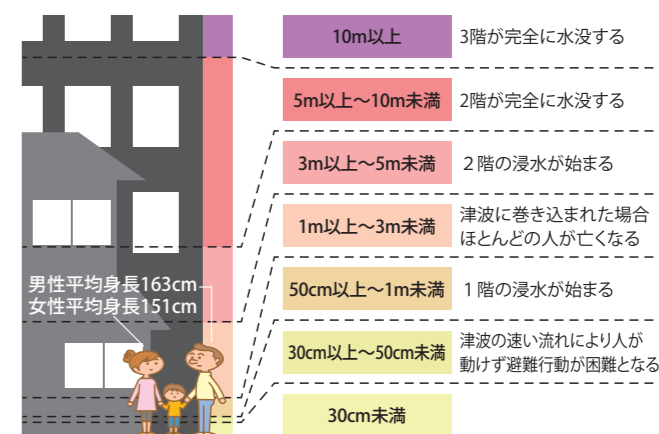 10m以上
3階が完全に水没する
5m以上〜10m未満
2階が完全に水没する
3m以上〜5m未満
２階の浸水が始まる
1m以上〜3m未満
津波に巻き込まれた場合
ほとんどの人が亡くなる
男性平均身長163cm
女性平均身長151cm
50cm以上〜1m未満
１階の浸水が始まる
30cm以上〜50cm未満
津波の速い流れにより人が
動けず避難行動が困難となる
30cm未満